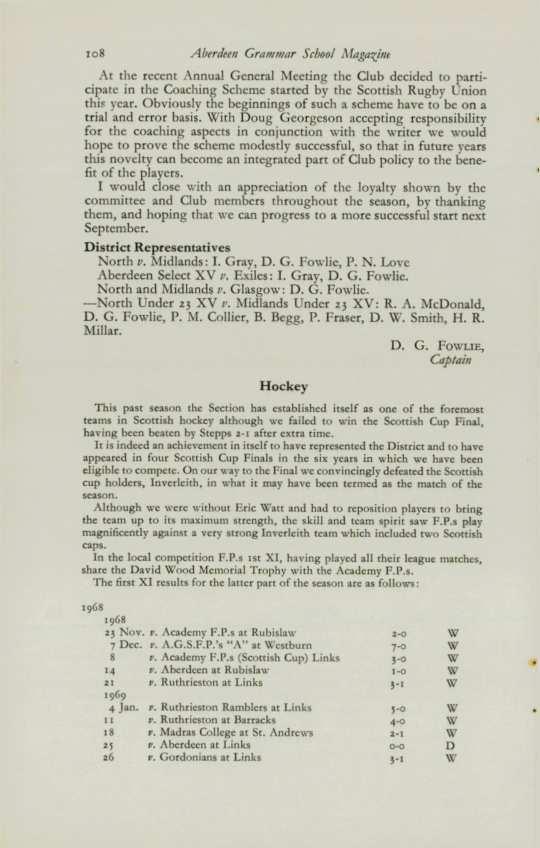 108 Aberdeen Grammar School Magazine
At the recent Annual General Meeting the Club decided to parti-
cipate in the Coaching Scheme started by the Scottish Rugby Union
this year. Obviously the beginnings of such a scheme have to be on a
trial and error basis. With Doug Georgeson accepting responsibility
for the coaching aspects in conjunction with the writer we would
hope to prove the scheme modestly successful, so that in future years
this novelty can become an integrated part of Club policy to the bene-
fit of the players.
I would close with an appreciation of the loyalty shown by the
committee and Club members throughout the season, by thanking
them, and hoping that we can progress to a more successful start next
September.
District Representatives
North v. Midlands: I. Gray, D. G. Fowlie, P. N. Love
Aberdeen Select XV v. Exiles: I. Gray, D. G. Fowlie.
North and Midlands v. Glasgow: D. G. Fowlie.
—North Under 23 XV v. Midlands Under 23 XV: R. A. McDonald,
D. G. Fowlie, P. M. Collier, B. Begg, P. Fraser, D. W. Smith, H. R.
Millar.
D. G. Fowlie,
Captain
Hockey
This past season the Section has established itself as one of the foremost
teams in Scottish hockey although we failed to win the Scottish Cup Final,
having been beaten by Stepps 2-1 after extra time.
It is indeed an achievement in itself to have represented the District and to have
appeared in four Scottish Cup Finals in the six years in which we have been
eligible to compete. On our way to the Final we convincingly defeated the Scottish
cup holders, Inverleith, in what it may have been termed as the match of the
season.
Although we were without Eric Watt and had to reposition players to bring
the team up to its maximum strength, the skill and team spirit saw F.P.s play
magnificently against a very strong Inverleith team which included two Scottish
caps.
In the local competition F.P.s 1st XI, having played all their league matches,
share the David Wood Memorial Trophy with the Academy F.P.s.
The first XI results for the latter part of the season are as follows:
1968
1968
23 Nov. v. Academy F.P.s at Rubislaw 2-0 W
7 Dec. v. A.G.S.F.P.'s "A" at Westburn 7-0 W
8 v. Academy F.P.s (Scottish Cup) Links 3-0 W
14 v. Aberdeen at Rubislaw 1-0 W
21 v. Ruthrieston at Links 3-1 W
1969
4 Jan. v. Ruthrieston Ramblers at Links 5-0 W
11 v. Ruthrieston at Barracks 4-0 W
18 v. Madras College at St. Andrews 2-1 W
25 v. Aberdeen at Links 0-0 D
26 v. Gordonians at Links 3-1 W